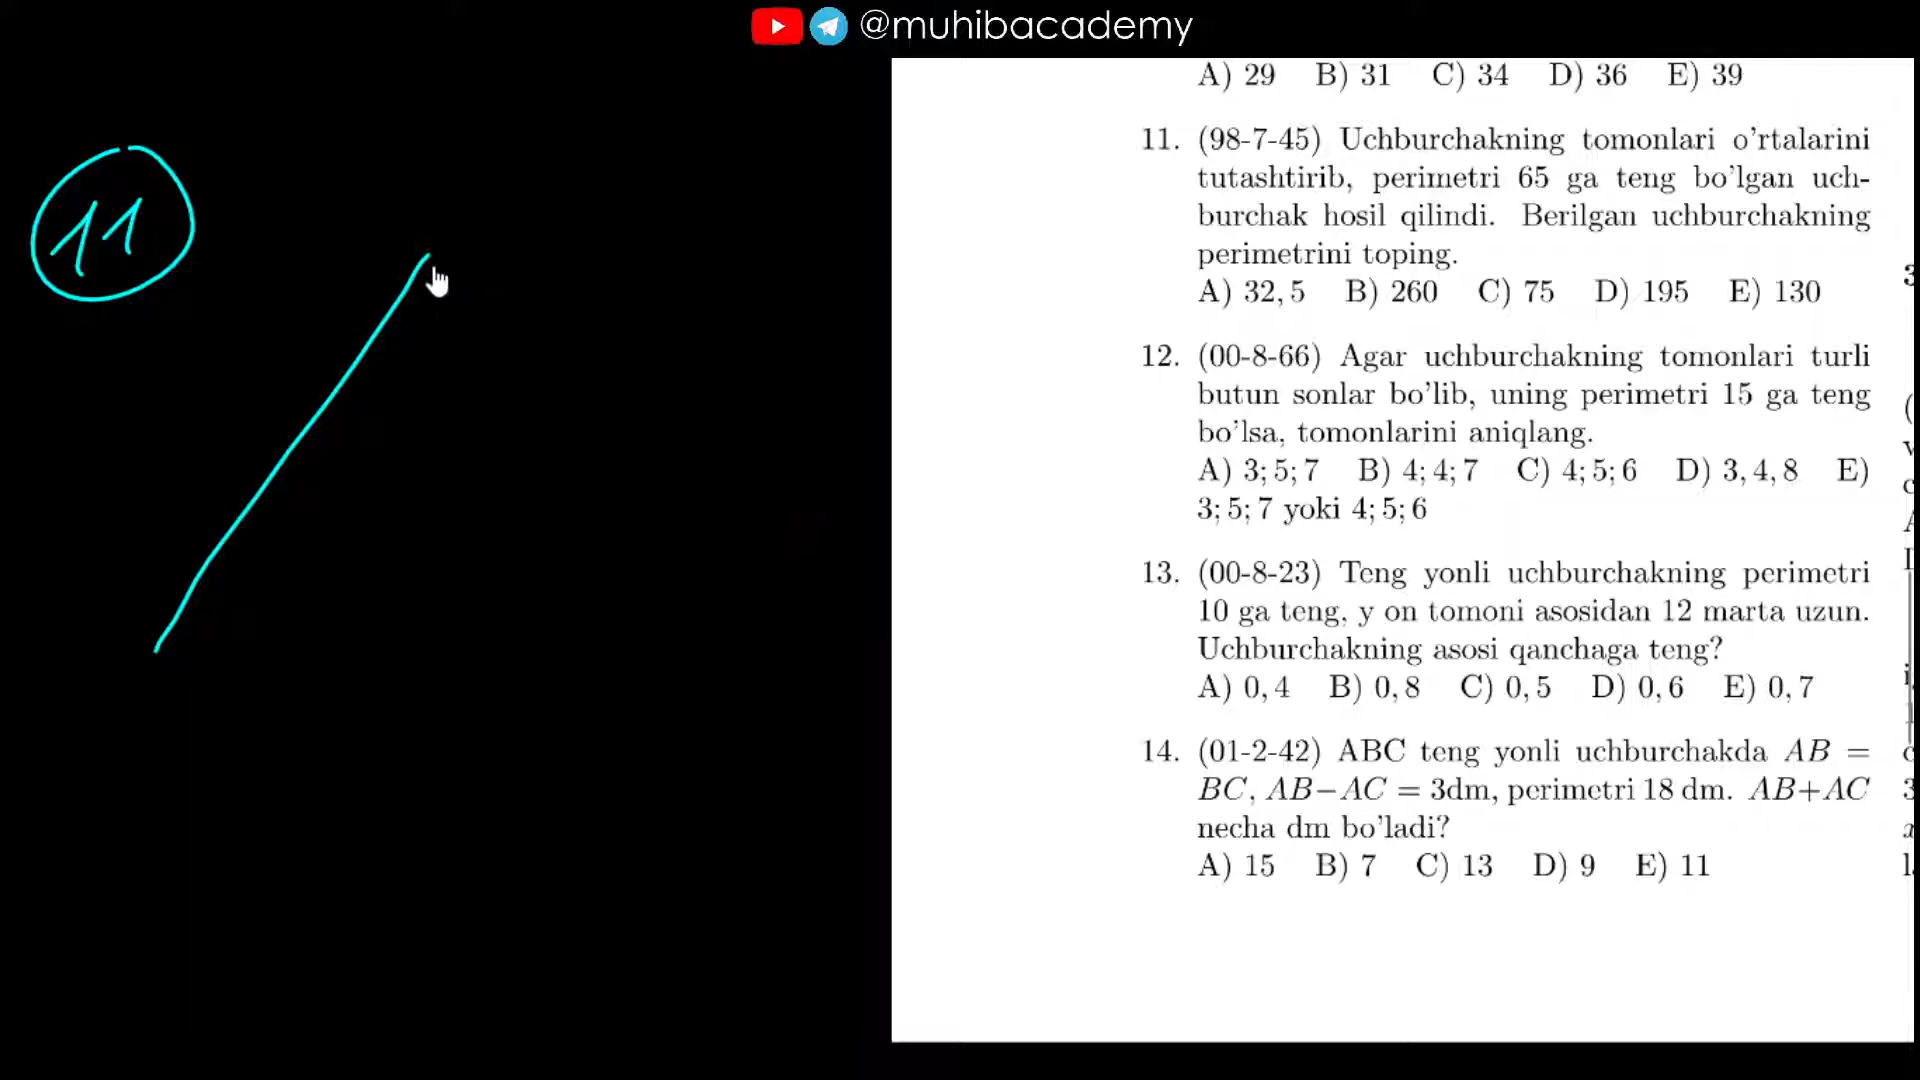 @muhibacademy
11
A) 29 B) 31 C) 34 D) 36 E) 39
11. (98-7-45) Uchburchakning tomonlari o'rtalarini
tutashtirib, perimetri 65 ga teng bo'lgan uch-
burchak hosil qilindi. Berilgan uchburchakning
perimetrini toping.
A) 32, 5 B) 260 C) 75 D) 195 E) 130
12. (00-8-66) Agar uchburchakning tomonlari turli
butun sonlar bo'lib, uning perimetri 15 ga teng
bo'lsa, tomonlarini aniqlang.
A) 3; 5; 7 B) 4; 4; 7 C) 4; 5; 6 D) 3, 4, 8 E)
3; 5; 7 yoki 4; 5; 6
13. (00-8-23) Teng yonli uchburchakning perimetri
10 ga teng, y on tomoni asosidan 12 marta uzun.
Uchburchakning asosi qanchaga teng?
A) 0, 4 B) 0, 8 C) 0, 5 D) 0, 6 E) 0, 7
14. (01-2-42) ABC teng yonli uchburchakda AB =
BC, AB−AC = 3dm, perimetri 18 dm. AB+AC
necha dm bo'ladi?
A) 15 B) 7 C) 13 D) 9 E) 11